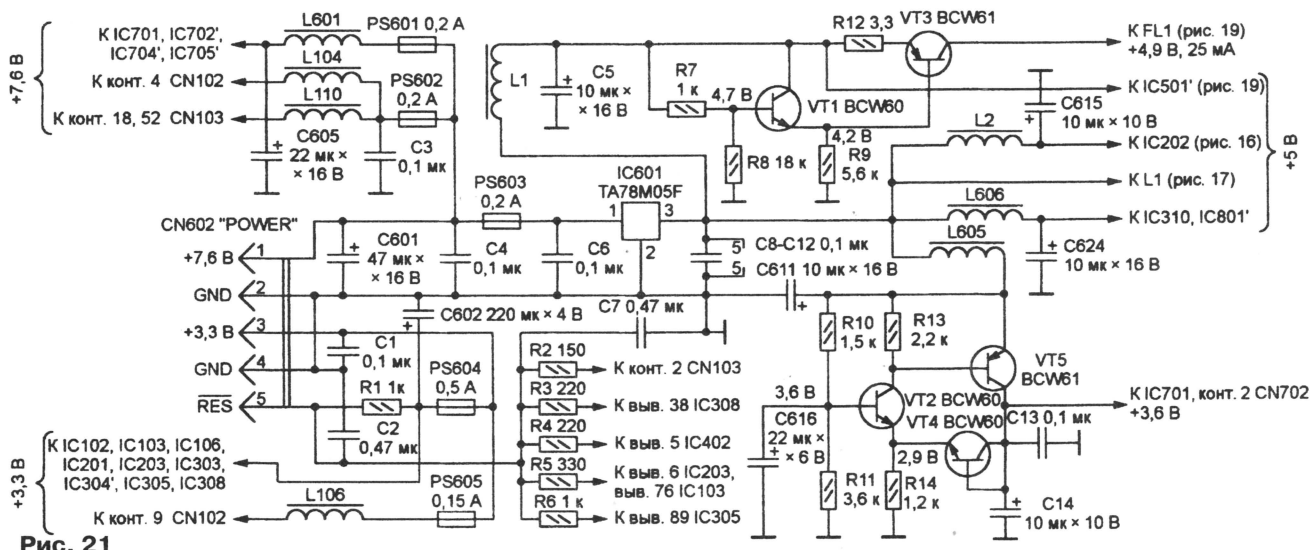 К IC701, IC702',
IC704', IC705'
+7,6 В
L601
PS601 0,2 А
К конт. 4 CN102
L104
PS602
0,2 А
К конт. 18, 52 CN103
L110
C605
22 мк ×
× 16 В
C3
0,1 мк
L1
C5
10 мк ×
× 16 В
R7
1 к
4,7 В
VT1 BCW60
R12 3,3
VT3 BCW61
К FL1 (рис. 19)
+4,9 В, 25 мА
К IC501' (рис. 19)
C615
10 мк × 10 В
4,2 В
R8 18 к
R9
5,6 к
L2
К IC202 (рис. 16)
+5 В
К L1 (рис. 17)
L606
К IC310, IC801'
L605
C624
10 мк × 16 В
PS603
0,2 А
IC601
TA78M05F
1
3
2
CN602 "POWER"
+7,6 В
1
GND
2
+3,3 В
3
GND
4
RES
5
C601
47 мк ×
× 16 В
C4
0,1 мк
C6
0,1 мк
5
C8-C12 0,1 мк
5
C611 10 мк × 16 В
C602 220 мк × 4 В
C7 0,47 мк
C1
0,1 мк
R1 1к
PS604
0,5 А
C2
0,47 мк
R2 150
К конт. 2 CN103
R3 220
К выв. 38 IC308
R4 220
К выв. 5 IC402
R5 330
К выв. 6 IC203,
выв. 76 IC103
R6 1 к
К выв. 89 IC305
R10
1,5 к
R13
2,2 к
VT5
BCW61
3,6 В
VT2 BCW60
VT4 BCW60
К IC701, конт. 2 CN702
+3,6 В
C13 0,1 мк
C616
22 мк ×
× 6 В
2,9 В
R11
3,6 к
R14
1,2 к
C14
10 мк × 10 В
+3,3 В
К IC102, IC103, IC106,
IC201, IC203, IC303,
IC304', IC305, IC308
К конт. 9 CN102
L106
PS605
0,15 А
Рис. 21